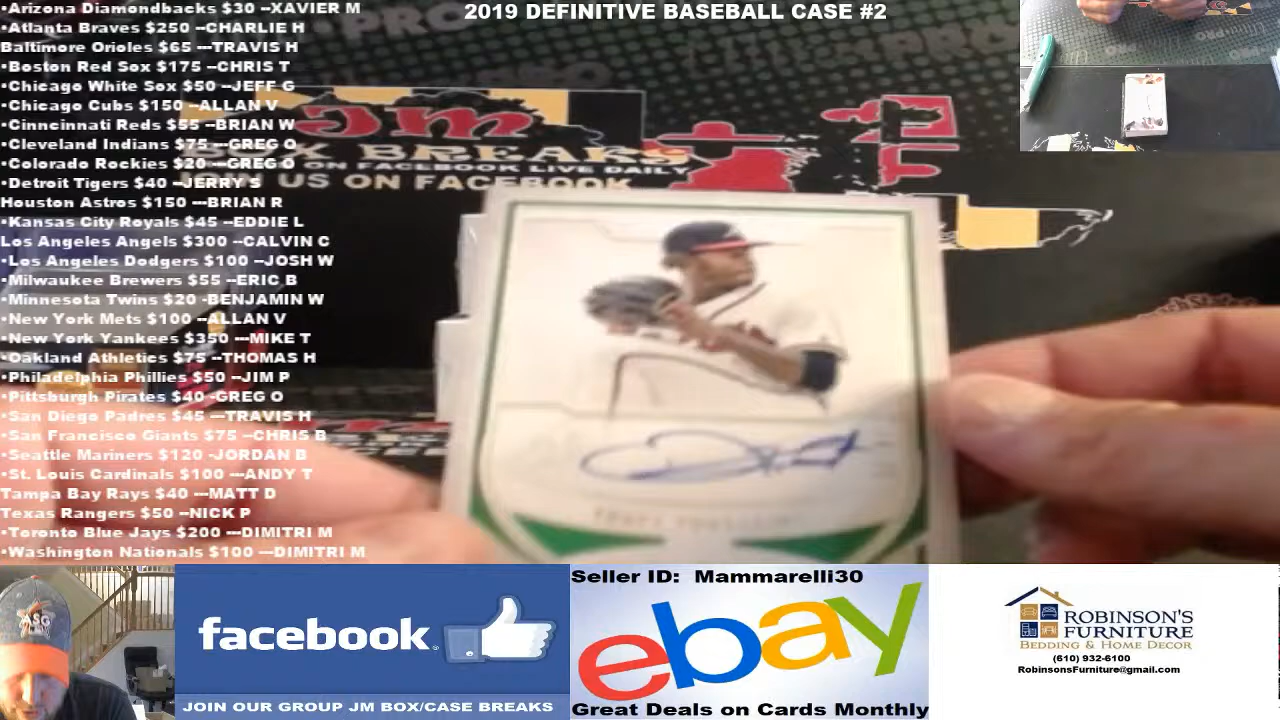 •Arizona Diamondbacks $30 --XAVIER M
•Atlanta Braves $250 --CHARLIE H
Baltimore Orioles $65 ---TRAVIS H
•Boston Red Sox $175 --CHRIS T
•Chicago White Sox $50 --JEFF G
•Chicago Cubs $150 --ALLAN V
•Cinncinnati Reds $55 --BRIAN W
•Cleveland Indians $75 ---GREG O
•Colorado Rockies $20 ---GREG O
•Detroit Tigers $40 --JERRY S
Houston Astros $150 ---BRIAN R
•Kansas City Royals $45 --EDDIE L
Los Angeles Angels $300 --CALVIN C
•Los Angeles Dodgers $100 --JOSH W
•Milwaukee Brewers $55 --ERIC B
•Minnesota Twins $20 -BENJAMIN W
•New York Mets $100 --ALLAN V
•New York Yankees $350 ---MIKE T
•Oakland Athletics $75 --THOMAS H
•Philadelphia Phillies $50 --JIM P
•Pittsburgh Pirates $40 -GREG O
•San Diego Padres $45 ---TRAVIS H
•San Francisco Giants $75 --CHRIS B
•Seattle Mariners $120 -JORDAN B
•St. Louis Cardinals $100 ---ANDY T
Tampa Bay Rays $40 ---MATT D
Texas Rangers $50 --NICK P
•Toronto Blue Jays $200 ---DIMITRI M
•Washington Nationals $100 ---DIMITRI M
2019 DEFINITIVE BASEBALL CASE #2
JM
BREAKS
ON FACEBOOK LIVE DAILY
US ON FACEBOOK
ASG
facebook
JOIN OUR GROUP JM BOX/CASE BREAKS
Seller ID: Mammarelli30
ebay
Great Deals on Cards Monthly
ROBINSON'S
FURNITURE
BEDDING & HOME DECOR
(610) 932-6100
RobinsonsFurniture@gmail.com